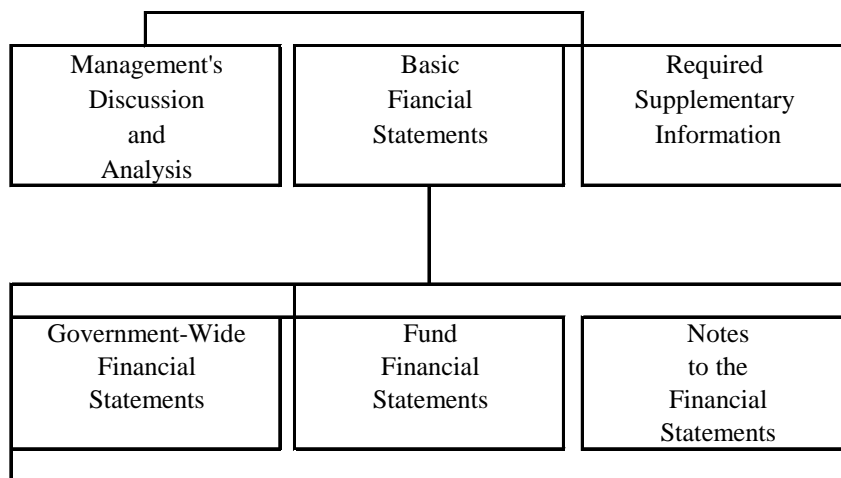 Management's
Discussion
and
Analysis
Basic
Fiancial
Statements
Required
Supplementary
Information
Government-Wide
Financial
Statements
Fund
Financial
Statements
Notes
to the
Financial
Statements